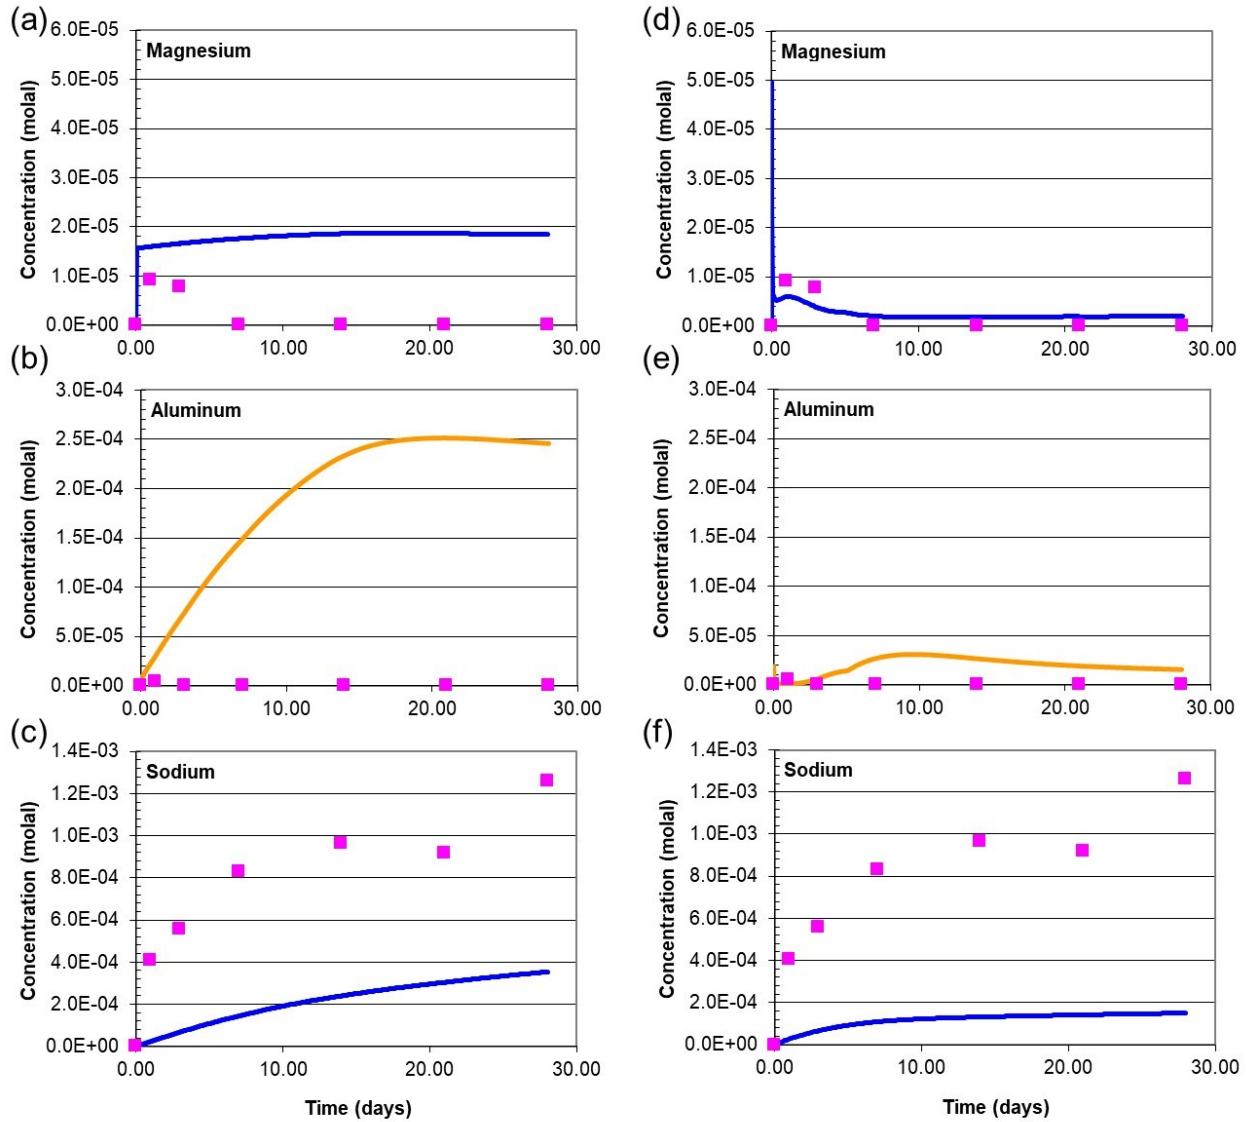 (a)
6.0E-05
5.0E-05
4.0E-05
3.0E-05
2.0E-05
1.0E-05
0.0E+00
Concentration (molal)
Magnesium
0.00 10.00 20.00 30.00
(d)
6.0E-05
5.0E-05
4.0E-05
3.0E-05
2.0E-05
1.0E-05
0.0E+00
Concentration (molal)
Magnesium
0.00 10.00 20.00 30.00
(b)
3.0E-04
2.5E-04
2.0E-04
1.5E-04
1.0E-04
5.0E-05
0.0E+00
Concentration (molal)
Aluminum
0.00 10.00 20.00 30.00
(e)
3.0E-04
2.5E-04
2.0E-04
1.5E-04
1.0E-04
5.0E-05
0.0E+00
Concentration (molal)
Aluminum
0.00 10.00 20.00 30.00
(c)
1.4E-03
1.2E-03
1.0E-03
8.0E-04
6.0E-04
4.0E-04
2.0E-04
0.0E+00
Concentration (molal)
Sodium
0.00 10.00 20.00 30.00
Time (days)
(f)
1.4E-03
1.2E-03
1.0E-03
8.0E-04
6.0E-04
4.0E-04
2.0E-04
0.0E+00
Concentration (molal)
Sodium
0.00 10.00 20.00 30.00
Time (days)